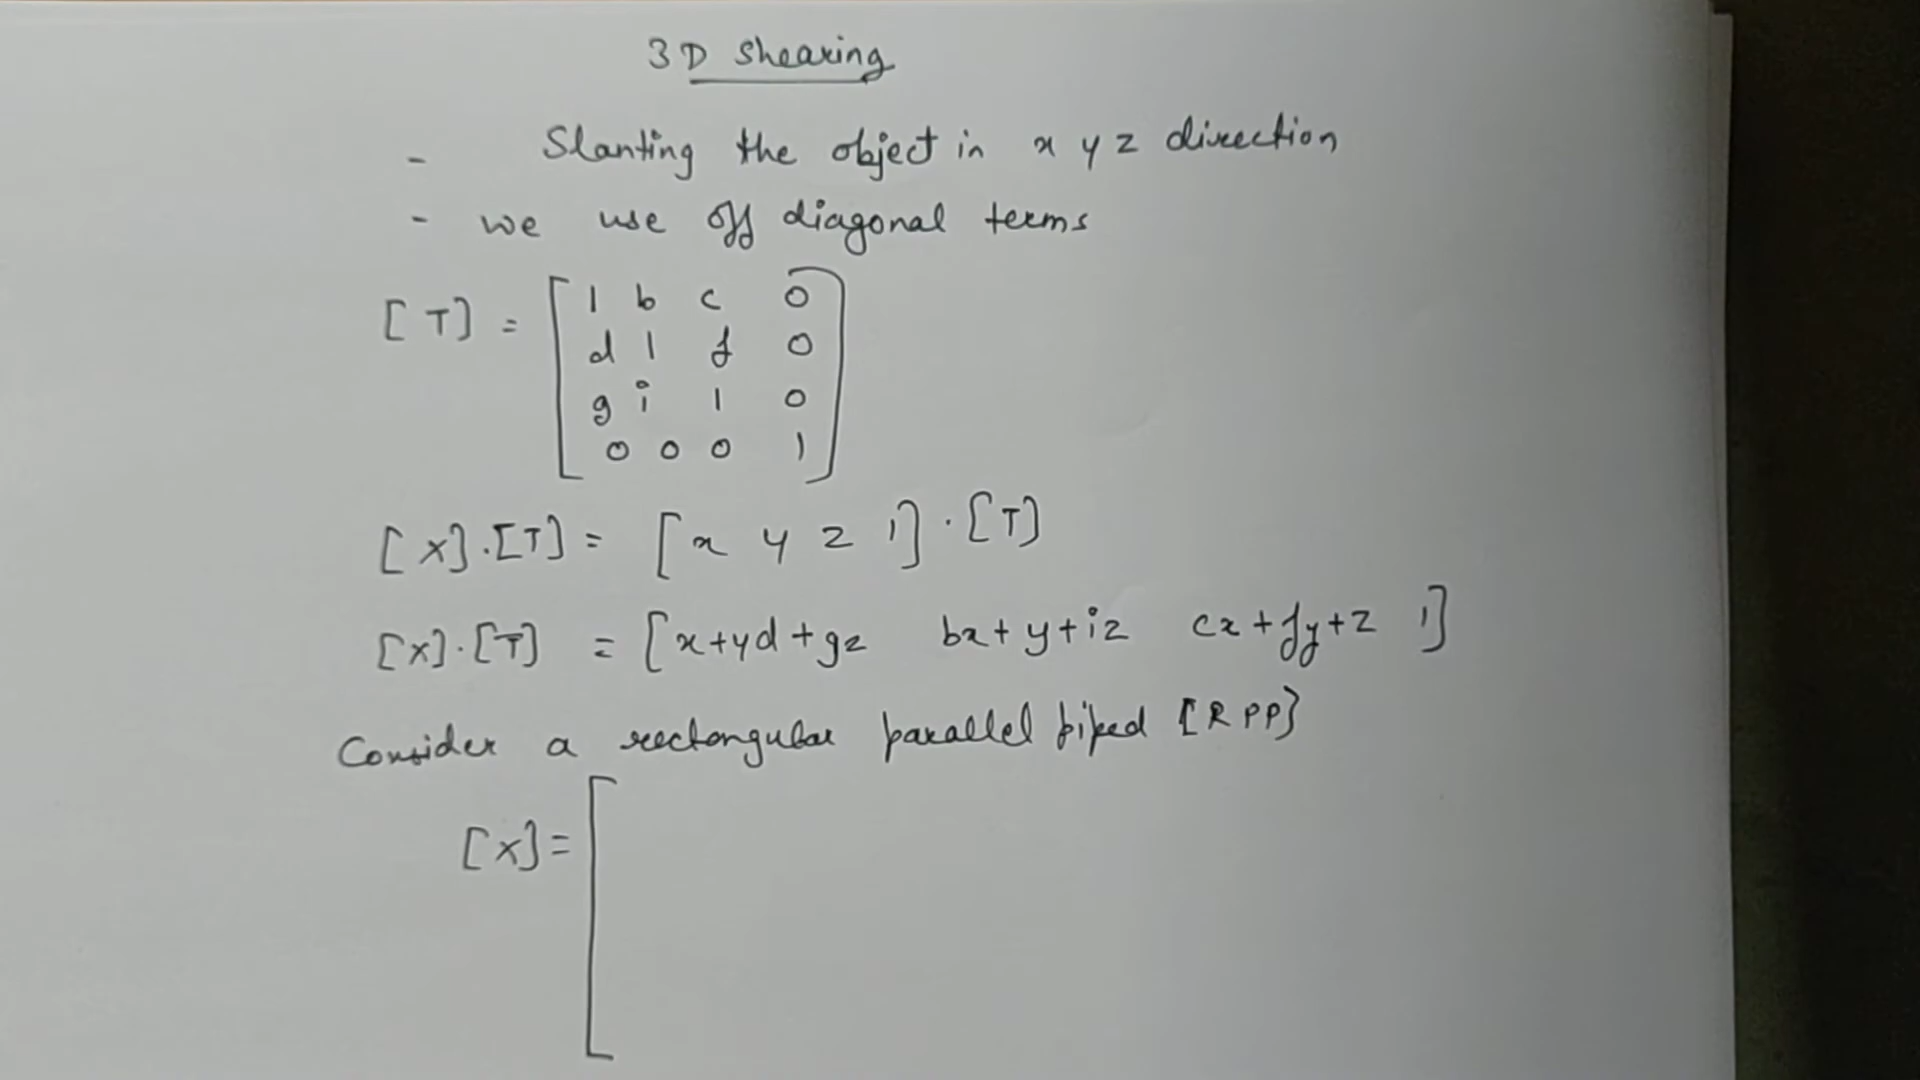 3D Shearing
- Slanting the object in x y z direction
- we use off diagonal terms
[T] = [1 b c 0
d 1 f 0
g i 1 0
0 0 0 1]
[X].[T] = [x y z 1].[T]
[X].[T] = [x+yd+gz bx+y+iz cx+fy+z 1]
Consider a rectangular parallel piped [RPP}
[X] = [